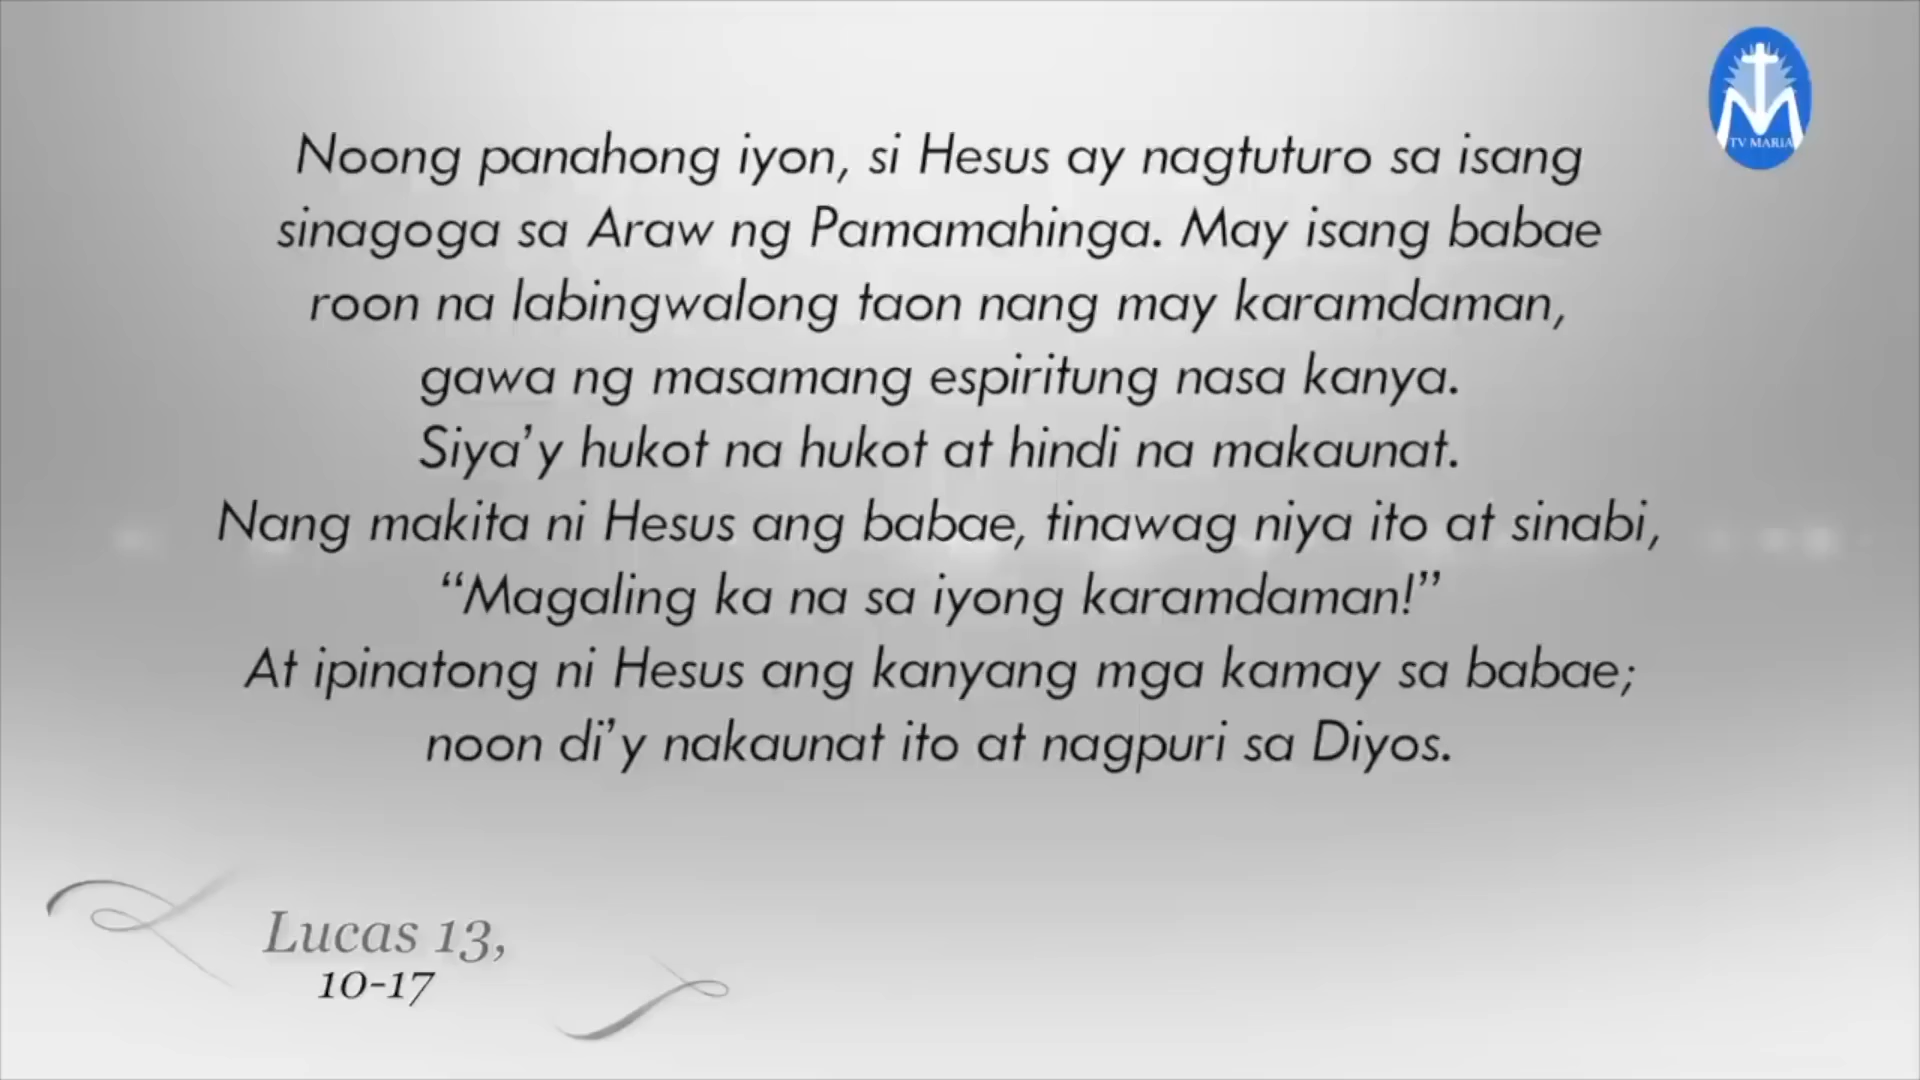 TV MARIA
Noong panahong iyon, si Hesus ay nagtuturo sa isang
sinagoga sa Araw ng Pamamahinga. May isang babae
roon na labingwalong taon nang may karamdaman,
gawa ng masamang espiritung nasa kanya.
Siya’y hukot na hukot at hindi na makaunat.
Nang makita ni Hesus ang babae, tinawag niya ito at sinabi,
“Magaling ka na sa iyong karamdaman!”
At ipinatong ni Hesus ang kanyang mga kamay sa babae;
noon di’y nakaunat ito at nagpuri sa Diyos.
Lucas 13,
10-17